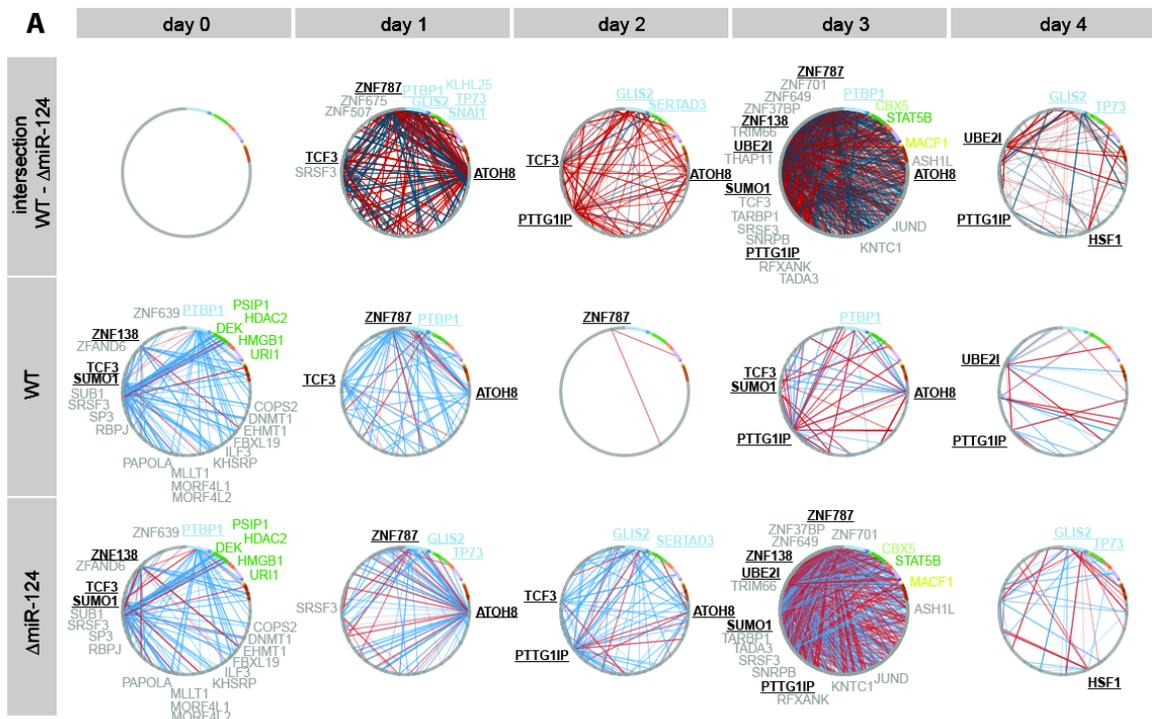 A
day 0
day 1
day 2
day 3
day 4
intersection
WT - ΔmiR-124
ZNF787
PTBP1
KLHL25
ZNF675
GLIS2
TP73
ZNF507
SNAI1
TCF3
SRSF3
ATOH8
GLIS2
SERTAD3
TCF3
ATOH8
PTTG1IP
ZNF787
ZNF701
ZNF649
PTBP1
ZNF37BP
CBX5
ZNF138
STAT5B
TRIM66
UBE2I
MACF1
THAP11
ASH1L
ATOH8
SUMO1
TCF3
TARBP1
SRSF3
JUND
SNRPB
KNTC1
PTTG1IP
RFXANK
TADA3
GLIS2
TP73
UBE2I
PTTG1IP
HSF1
WT
ZNF639
PTBP1
PSIP1
HDAC2
DEK
ZNF138
HMGB1
ZFAND6
URI1
TCF3
SUMO1
SUB1
SRSF3
SP3
RBPJ
COPS2
DNMT1
EHMT1
FBXL19
ILF3
KHSRP
PAPOLA
MLLT1
MORF4L1
MORF4L2
ZNF787
PTBP1
TCF3
ATOH8
ZNF787
PTBP1
TCF3
SUMO1
ATOH8
PTTG1IP
UBE2I
PTTG1IP
ΔmiR-124
ZNF639
PTBP1
PSIP1
HDAC2
DEK
ZNF138
HMGB1
ZFAND6
URI1
TCF3
SUMO1
SUB1
SRSF3
SP3
RBPJ
COPS2
DNMT1
EHMT1
FBXL19
ILF3
KHSRP
PAPOLA
MLLT1
MORF4L1
MORF4L2
ZNF787
GLIS2
TP73
SRSF3
ATOH8
GLIS2
SERTAD3
TCF3
ATOH8
PTTG1IP
ZNF787
ZNF37BP
ZNF701
ZNF649
CBX5
ZNF138
STAT5B
UBE2I
TRIM66
MACF1
ASH1L
SUMO1
TARBP1
TADA3
SRSF3
SNRPB
JUND
PTTG1IP
KNTC1
RFXANK
GLIS2
TP73
HSF1